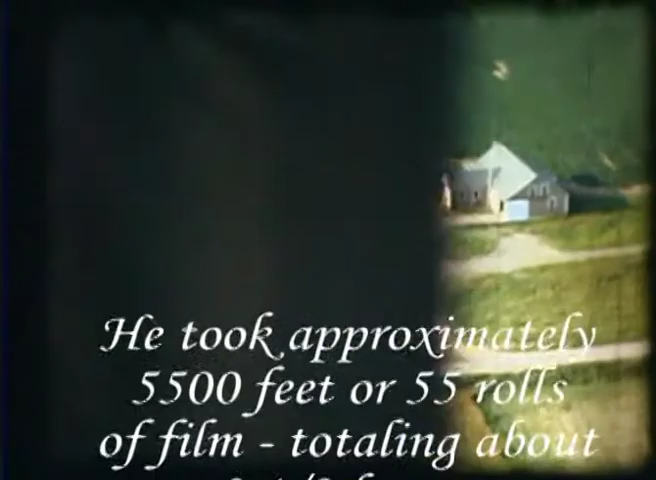 He took approximately
5500 feet or 55 rolls
of film - totaling about